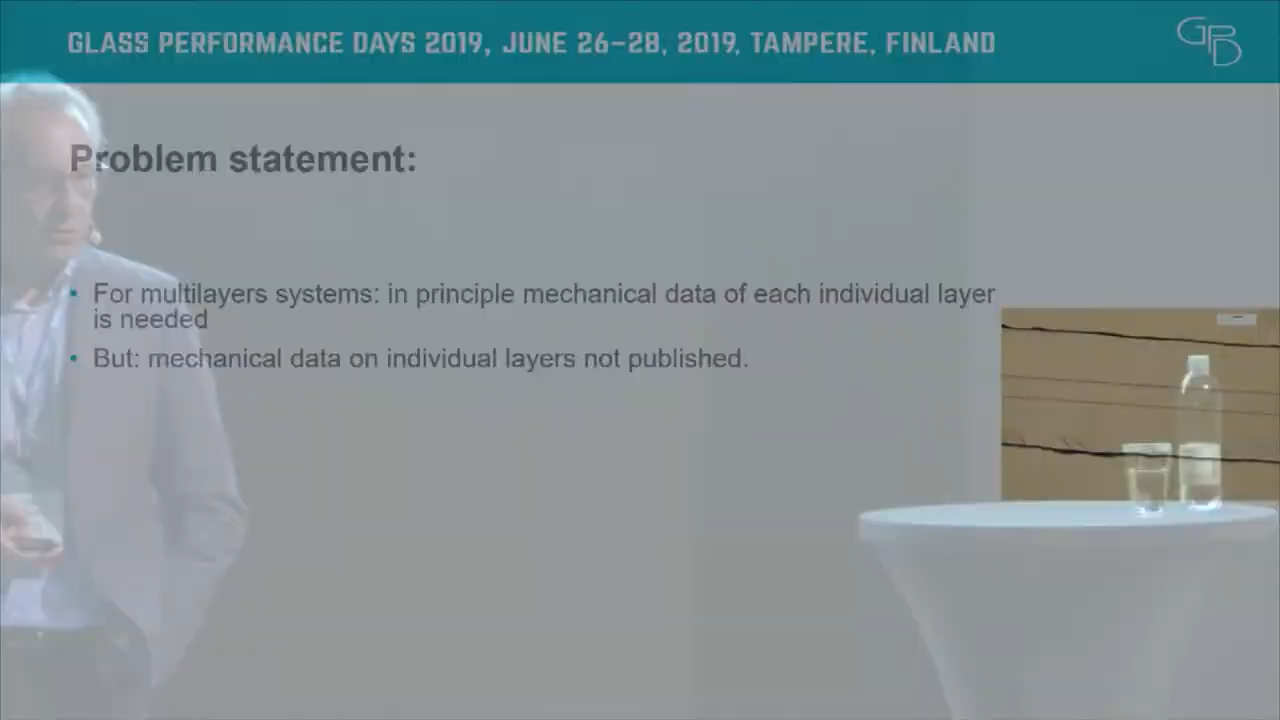 GLASS PERFORMANCE DAYS 2019, JUNE 26–28, 2019, TAMPERE, FINLAND
GPD
Problem statement:
• For multilayers systems: in principle mechanical data of each individual layer
is needed
• But: mechanical data on individual layers not published.